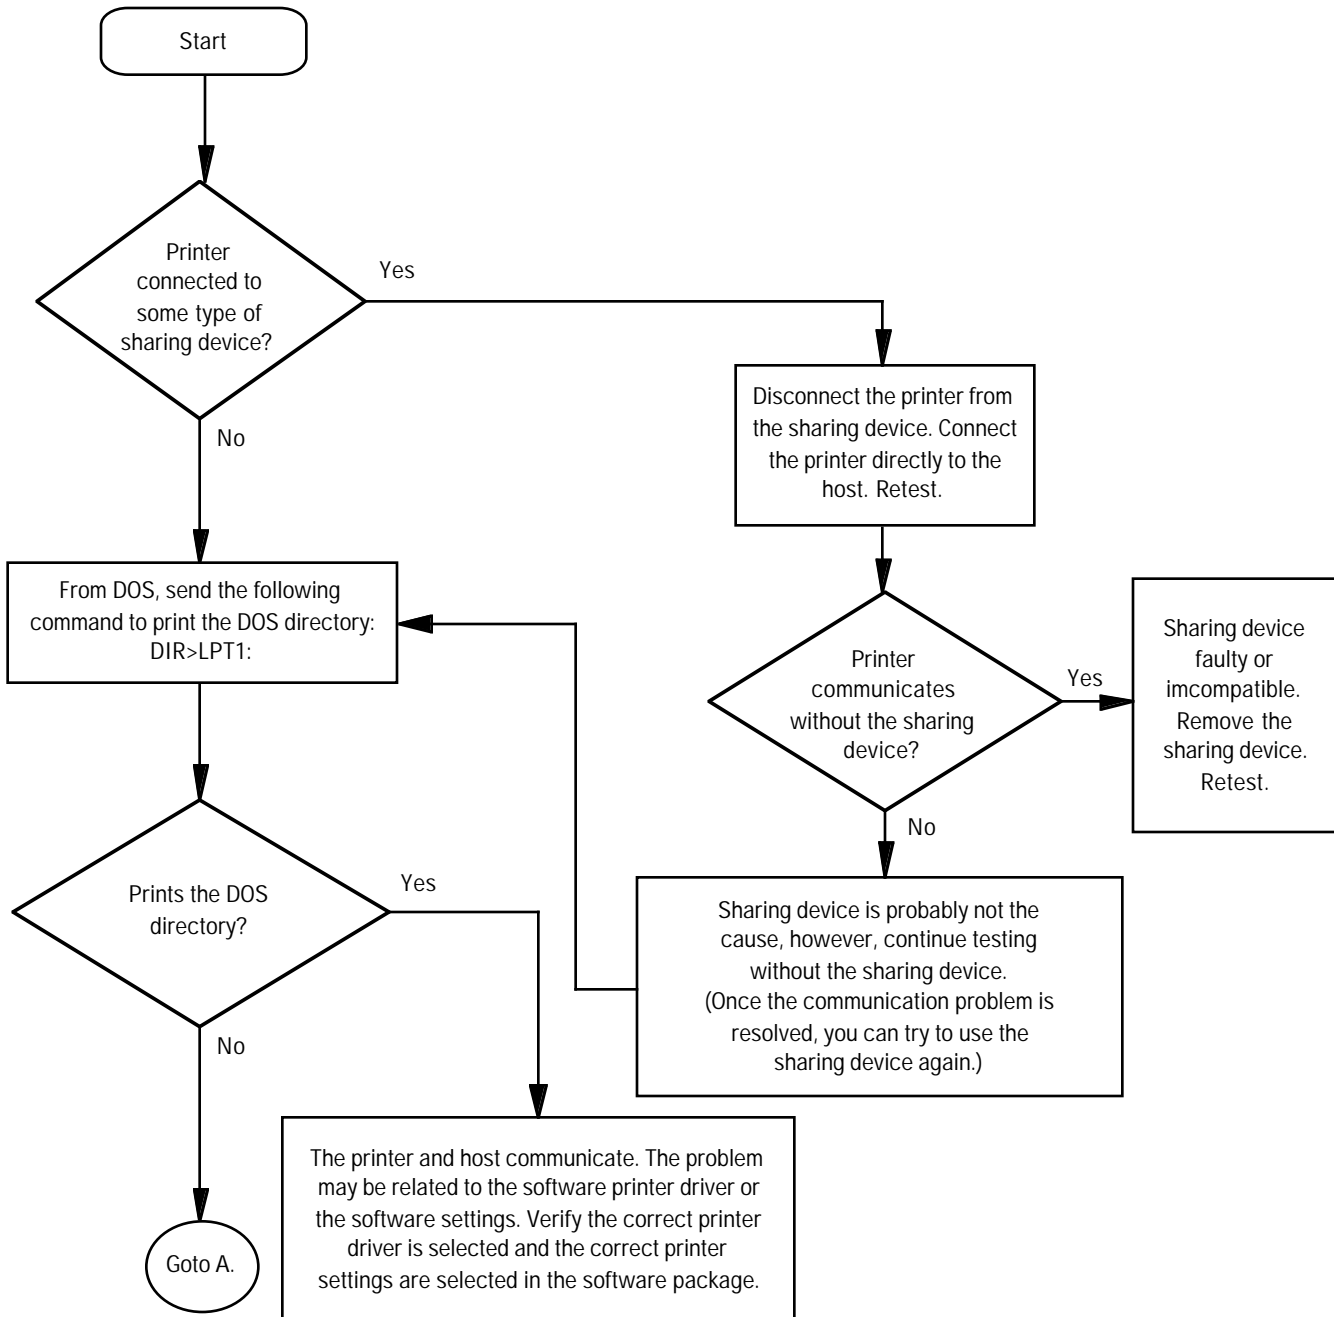 Start
Printer
connected to
some type of
sharing device?
Yes
No
Disconnect the printer from
the sharing device. Connect
the printer directly to the
host. Retest.
From DOS, send the following
command to print the DOS directory:
DIR>LPT1:
Printer
communicates
without the sharing
device?
Yes
No
Sharing device
faulty or
imcompatible.
Remove the
sharing device.
Retest.
Prints the DOS
directory?
Yes
No
Sharing device is probably not the
cause, however, continue testing
without the sharing device.
(Once the communication problem is
resolved, you can try to use the
sharing device again.)
The printer and host communicate. The problem
may be related to the software printer driver or
the software settings. Verify the correct printer
driver is selected and the correct printer
settings are selected in the software package.
Goto A.